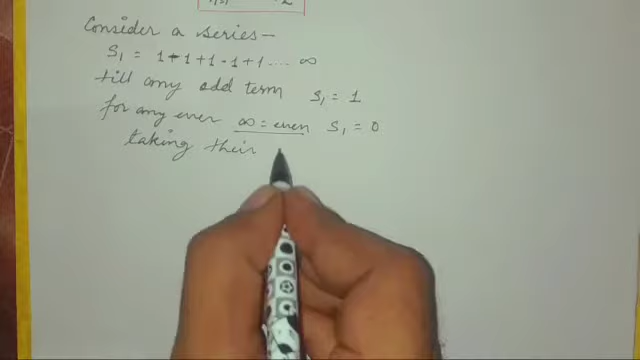 Consider a series-
S₁ = 1-1+1-1+1.... ∞
till any odd term S₁ = 1
for any even ∞ = even S₁ = 0
taking their